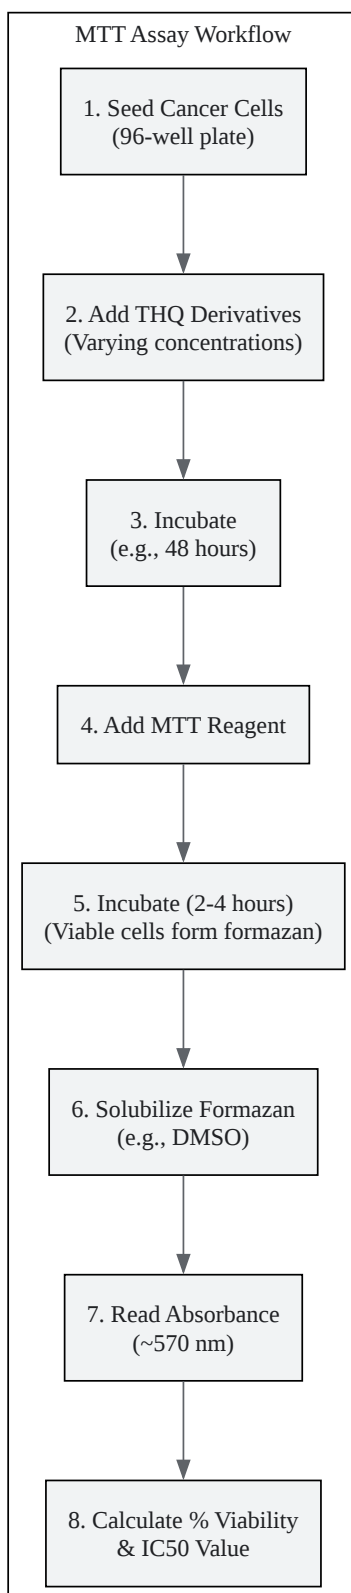 MTT Assay Workflow
1. Seed Cancer Cells
(96-well plate)
2. Add THQ Derivatives
(Varying concentrations)
3. Incubate
(e.g., 48 hours)
4. Add MTT Reagent
5. Incubate (2-4 hours)
(Viable cells form formazan)
6. Solubilize Formazan
(e.g., DMSO)
7. Read Absorbance
(~570 nm)
8. Calculate % Viability
& IC50 Value